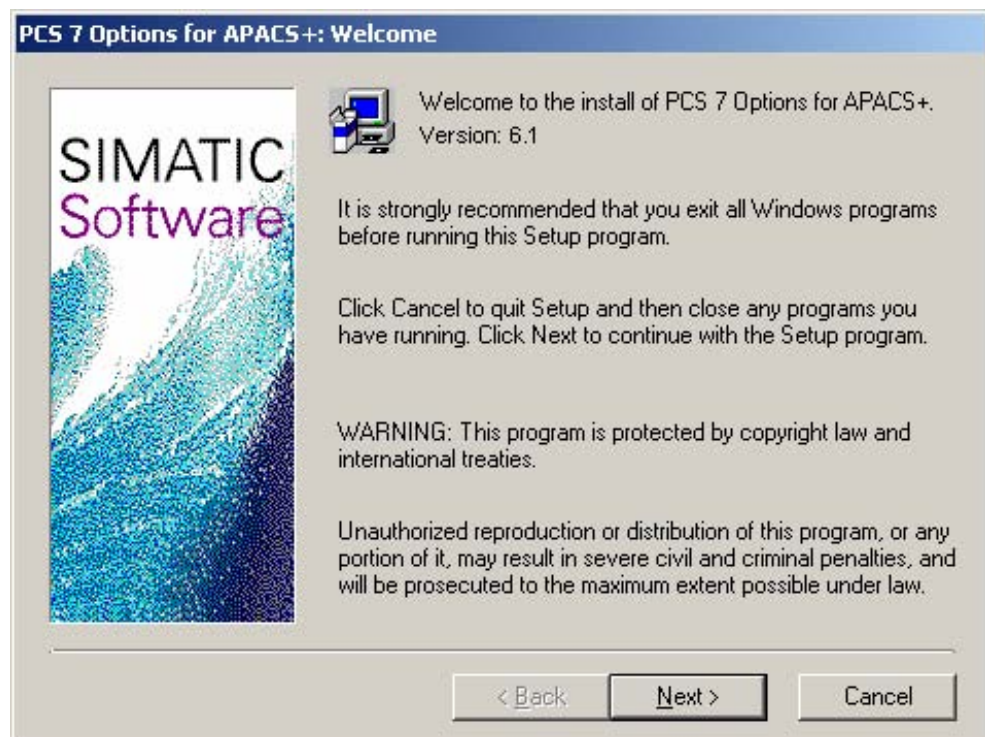 PCS 7 Options for APACS+: Welcome
SIMATIC
Software
Welcome to the install of PCS 7 Options for APACS+.
Version: 6.1
It is strongly recommended that you exit all Windows programs
before running this Setup program.
Click Cancel to quit Setup and then close any programs you
have running. Click Next to continue with the Setup program.
WARNING: This program is protected by copyright law and
international treaties.
Unauthorized reproduction or distribution of this program, or any
portion of it, may result in severe civil and criminal penalties, and
will be prosecuted to the maximum extent possible under law.
< Back
Next >
Cancel